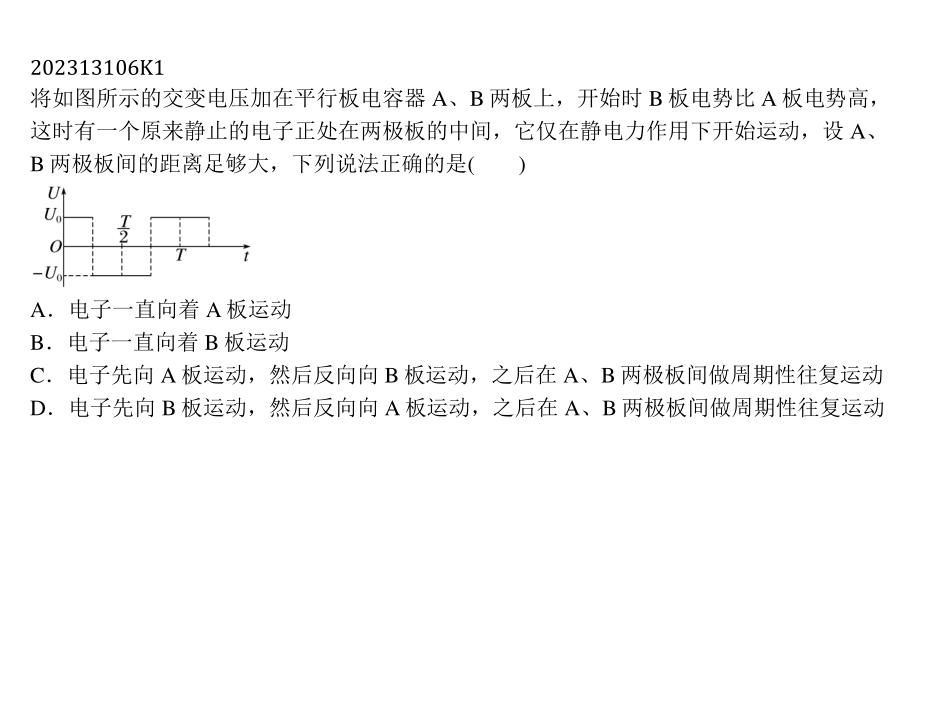 202313106K1
将如图所示的交变电压加在平行板电容器 A、B 两板上，开始时 B 板电势比 A 板电势高，
这时有一个原来静止的电子正处在两极板的中间，它仅在静电力作用下开始运动，设 A、
B 两极板间的距离足够大，下列说法正确的是(　　)
U
U₀
T
2
O
T
t
−U₀
A．电子一直向着 A 板运动
B．电子一直向着 B 板运动
C．电子先向 A 板运动，然后反向向 B 板运动，之后在 A、B 两极板间做周期性往复运动
D．电子先向 B 板运动，然后反向向 A 板运动，之后在 A、B 两极板间做周期性往复运动